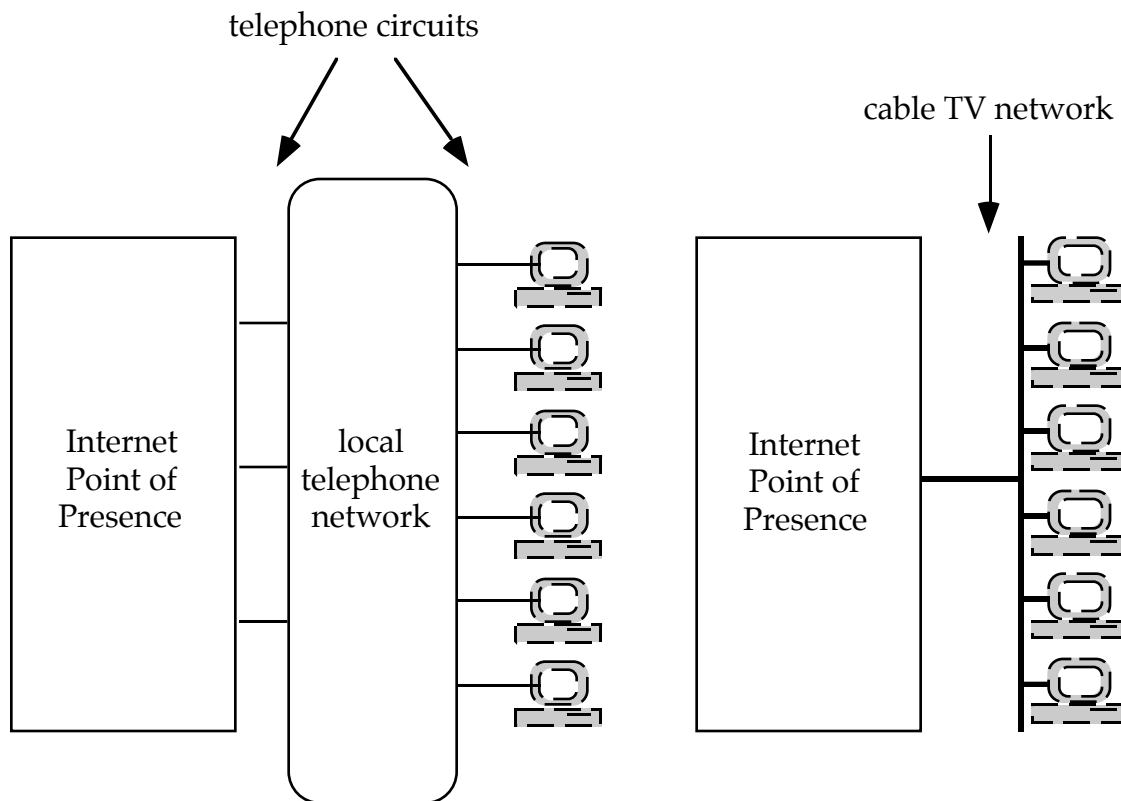 telephone circuits
cable TV network
Internet
Point of
Presence
local
telephone
network
Internet
Point of
Presence